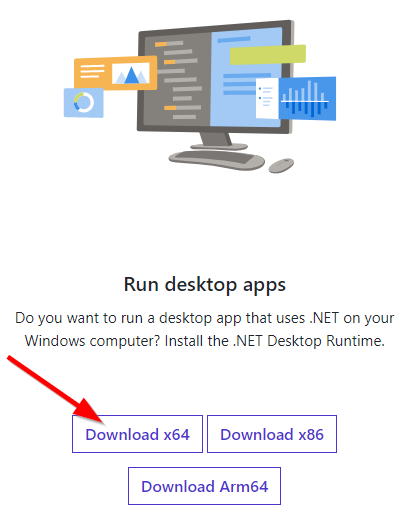 Run desktop apps
Do you want to run a desktop app that uses .NET on your
Windows computer? Install the .NET Desktop Runtime.
Download x64
Download x86
Download Arm64